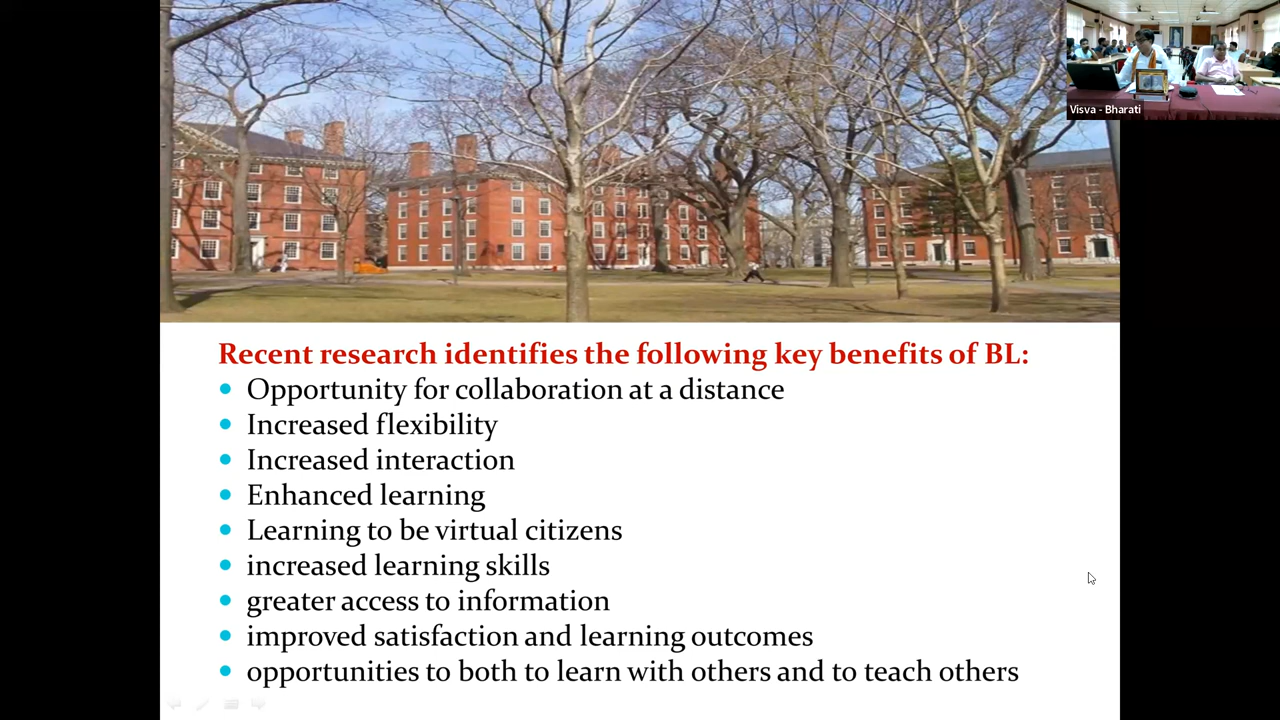 Visva - Bharati
Recent research identifies the following key benefits of BL:
• Opportunity for collaboration at a distance
• Increased flexibility
• Increased interaction
• Enhanced learning
• Learning to be virtual citizens
• increased learning skills
• greater access to information
• improved satisfaction and learning outcomes
• opportunities to both to learn with others and to teach others